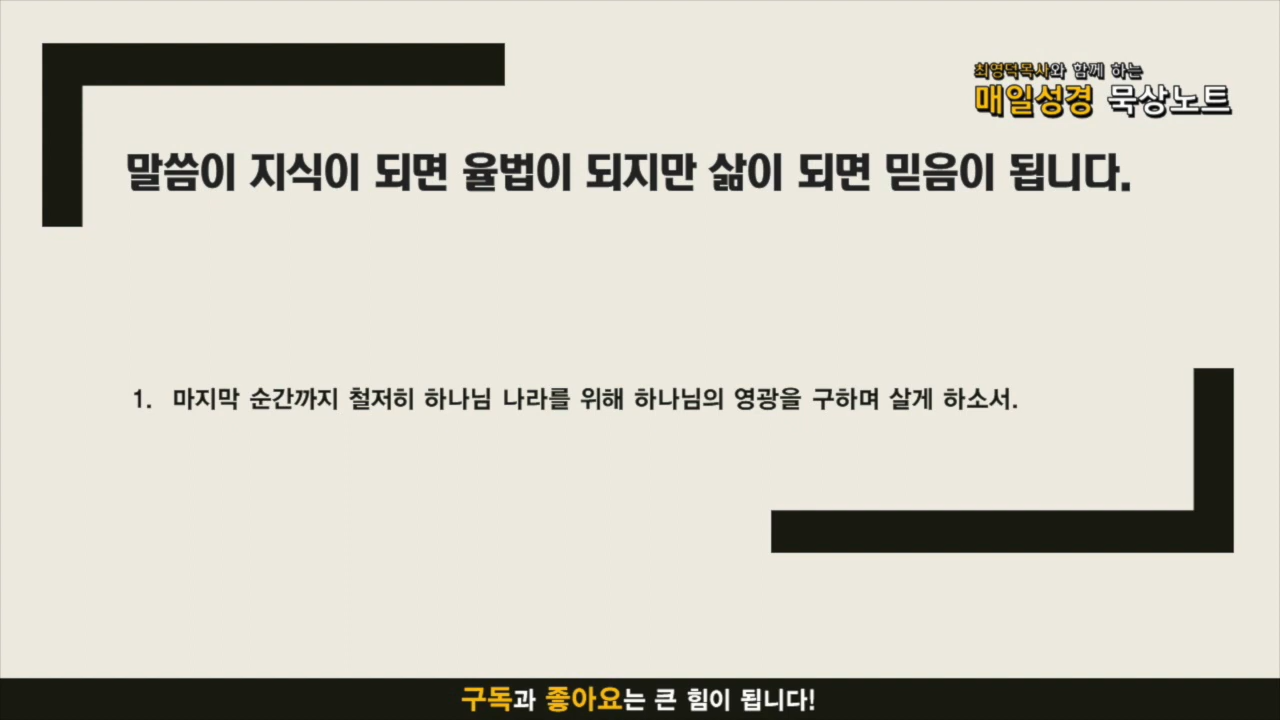 최영덕목사와 함께 하는
매일성경 묵상노트
말씀이 지식이 되면 율법이 되지만 삶이 되면 믿음이 됩니다.
1. 마지막 순간까지 철저히 하나님 나라를 위해 하나님의 영광을 구하며 살게 하소서.
구독과 좋아요는 큰 힘이 됩니다!